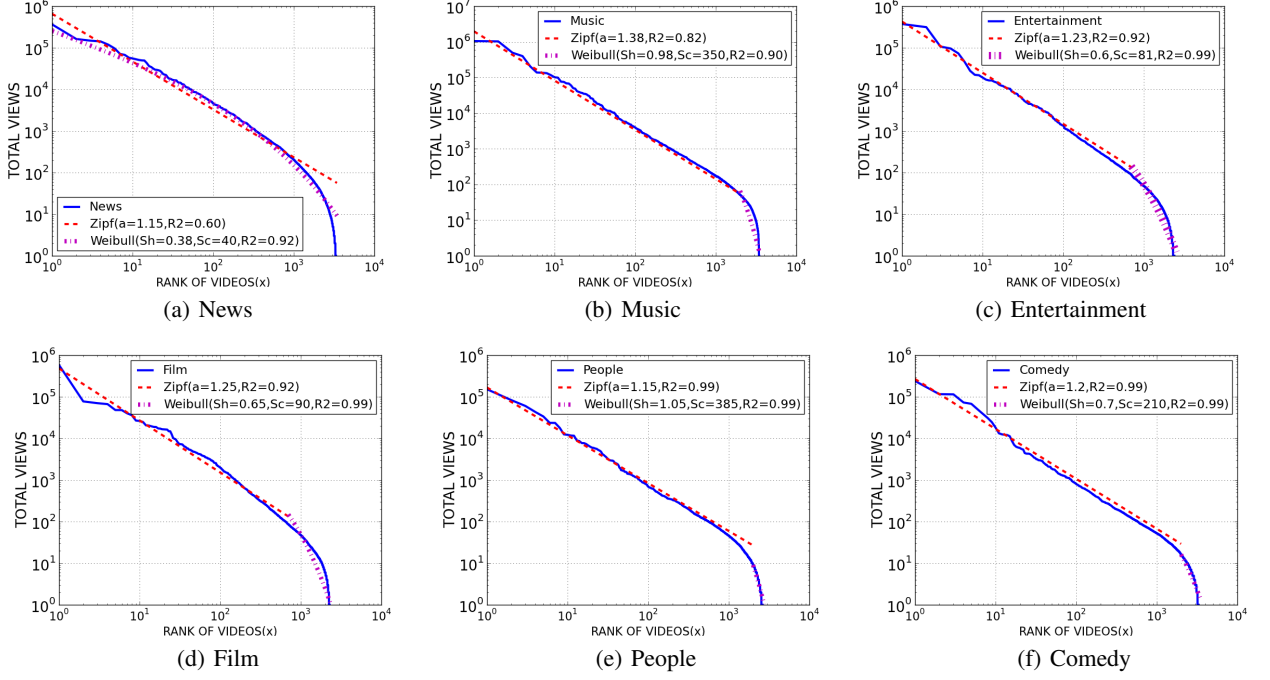 TOTAL VIEWS
10^6
10^5
10^4
10^3
10^2
10^1
10^0
News
Zipf(a=1.15,R2=0.60)
Weibull(Sh=0.38,Sc=40,R2=0.92)
10^0 10^1 10^2 10^3 10^4
RANK OF VIDEOS(x)
(a) News
TOTAL VIEWS
10^7
10^6
10^5
10^4
10^3
10^2
10^1
10^0
Music
Zipf(a=1.38,R2=0.82)
Weibull(Sh=0.98,Sc=350,R2=0.90)
10^0 10^1 10^2 10^3 10^4
RANK OF VIDEOS(x)
(b) Music
TOTAL VIEWS
10^6
10^5
10^4
10^3
10^2
10^1
10^0
Entertainment
Zipf(a=1.23,R2=0.92)
Weibull(Sh=0.6,Sc=81,R2=0.99)
10^0 10^1 10^2 10^3 10^4
RANK OF VIDEOS(x)
(c) Entertainment
TOTAL VIEWS
10^6
10^5
10^4
10^3
10^2
10^1
10^0
Film
Zipf(a=1.25,R2=0.92)
Weibull(Sh=0.65,Sc=90,R2=0.99)
10^0 10^1 10^2 10^3 10^4
RANK OF VIDEOS(x)
(d) Film
TOTAL VIEWS
10^6
10^5
10^4
10^3
10^2
10^1
10^0
People
Zipf(a=1.15,R2=0.99)
Weibull(Sh=1.05,Sc=385,R2=0.99)
10^0 10^1 10^2 10^3 10^4
RANK OF VIDEOS(x)
(e) People
TOTAL VIEWS
10^6
10^5
10^4
10^3
10^2
10^1
10^0
Comedy
Zipf(a=1.2,R2=0.99)
Weibull(Sh=0.7,Sc=210,R2=0.99)
10^0 10^1 10^2 10^3 10^4
RANK OF VIDEOS(x)
(f) Comedy